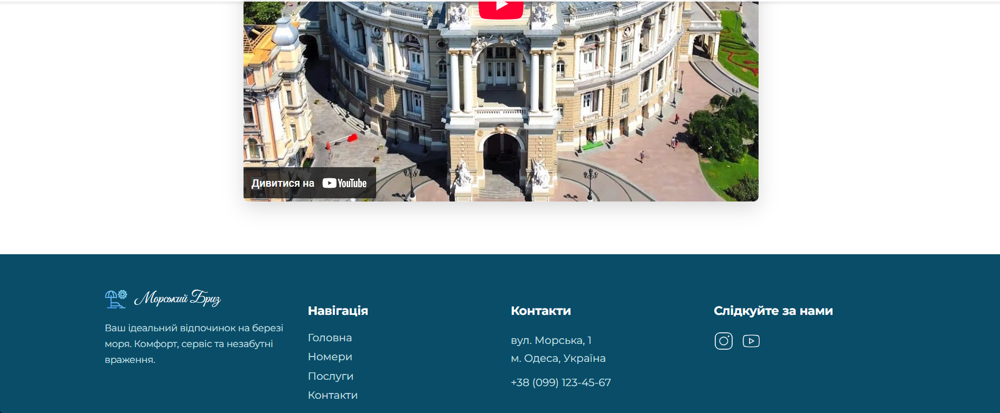 Дивитися на YouTube
Морський Бриз
Ваш ідеальний відпочинок на березі
моря. Комфорт, сервіс та незабутні
враження.
Навігація
Головна
Номери
Послуги
Контакти
Контакти
вул. Морська, 1
м. Одеса, Україна
+38 (099) 123-45-67
Слідкуйте за нами